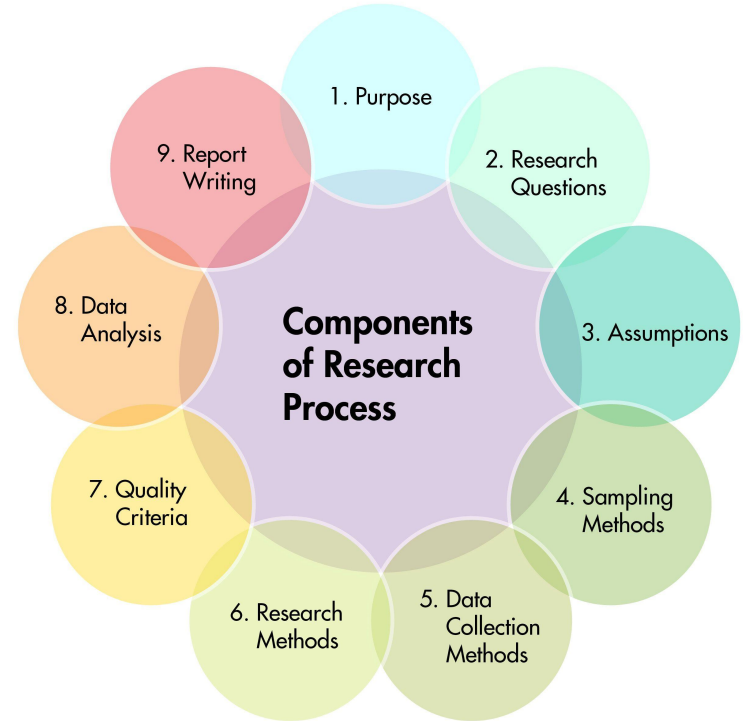 1. Purpose
2. Research
Questions
3. Assumptions
4. Sampling
Methods
5. Data
Collection
Methods
6. Research
Methods
7. Quality
Criteria
8. Data
Analysis
9. Report
Writing
Components
of Research
Process